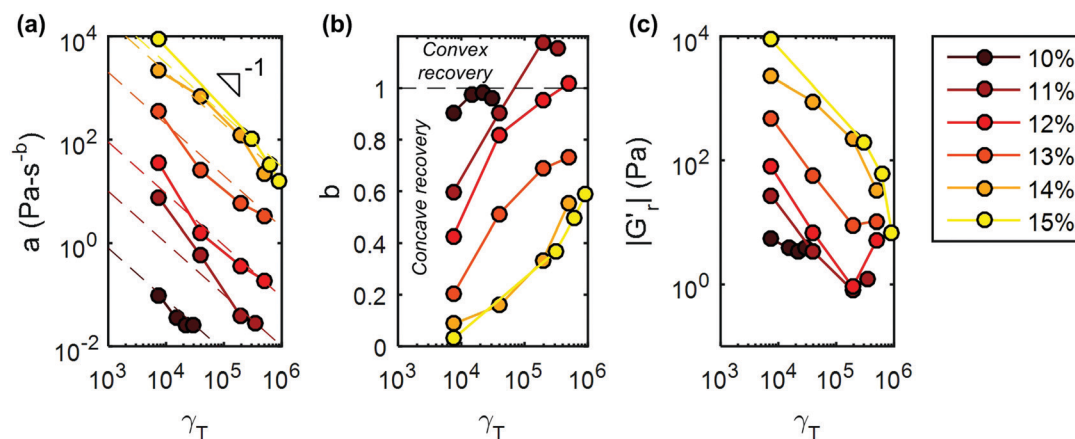 (a)
(b)
(c)
10⁴
10²
10⁰
10⁻²
a (Pa-s⁻ᵇ)
-1
10³ 10⁴ 10⁵ 10⁶
γT
Convex
recovery
Concave recovery
1
0.8
0.6
0.4
0.2
0
b
10⁴ 10⁵ 10⁶
γT
10⁴
10²
10⁰
|G'r| (Pa)
10³ 10⁴ 10⁵ 10⁶
γT
10%
11%
12%
13%
14%
15%